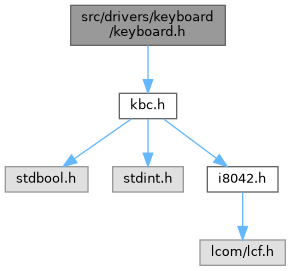 src/drivers/keyboard
/keyboard.h
kbc.h
stdbool.h
stdint.h
i8042.h
lcom/lcf.h